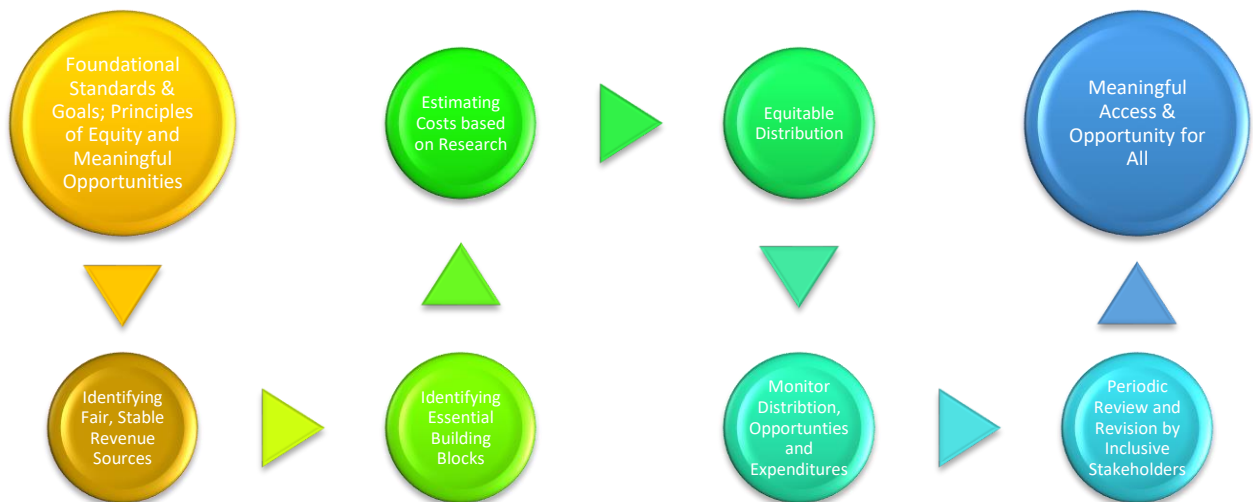 Foundational
Standards &
Goals; Principles
of Equity and
Meaningful
Opportunities
Identifying
Fair, Stable
Revenue
Sources
Identifying
Essential
Building
Blocks
Estimating
Costs based
on Research
Equitable
Distribution
Monitor
Distribtion,
Opportunties
and
Expenditures
Periodic
Review and
Revision by
Inclusive
Stakeholders
Meaningful
Access &
Opportunity for
All